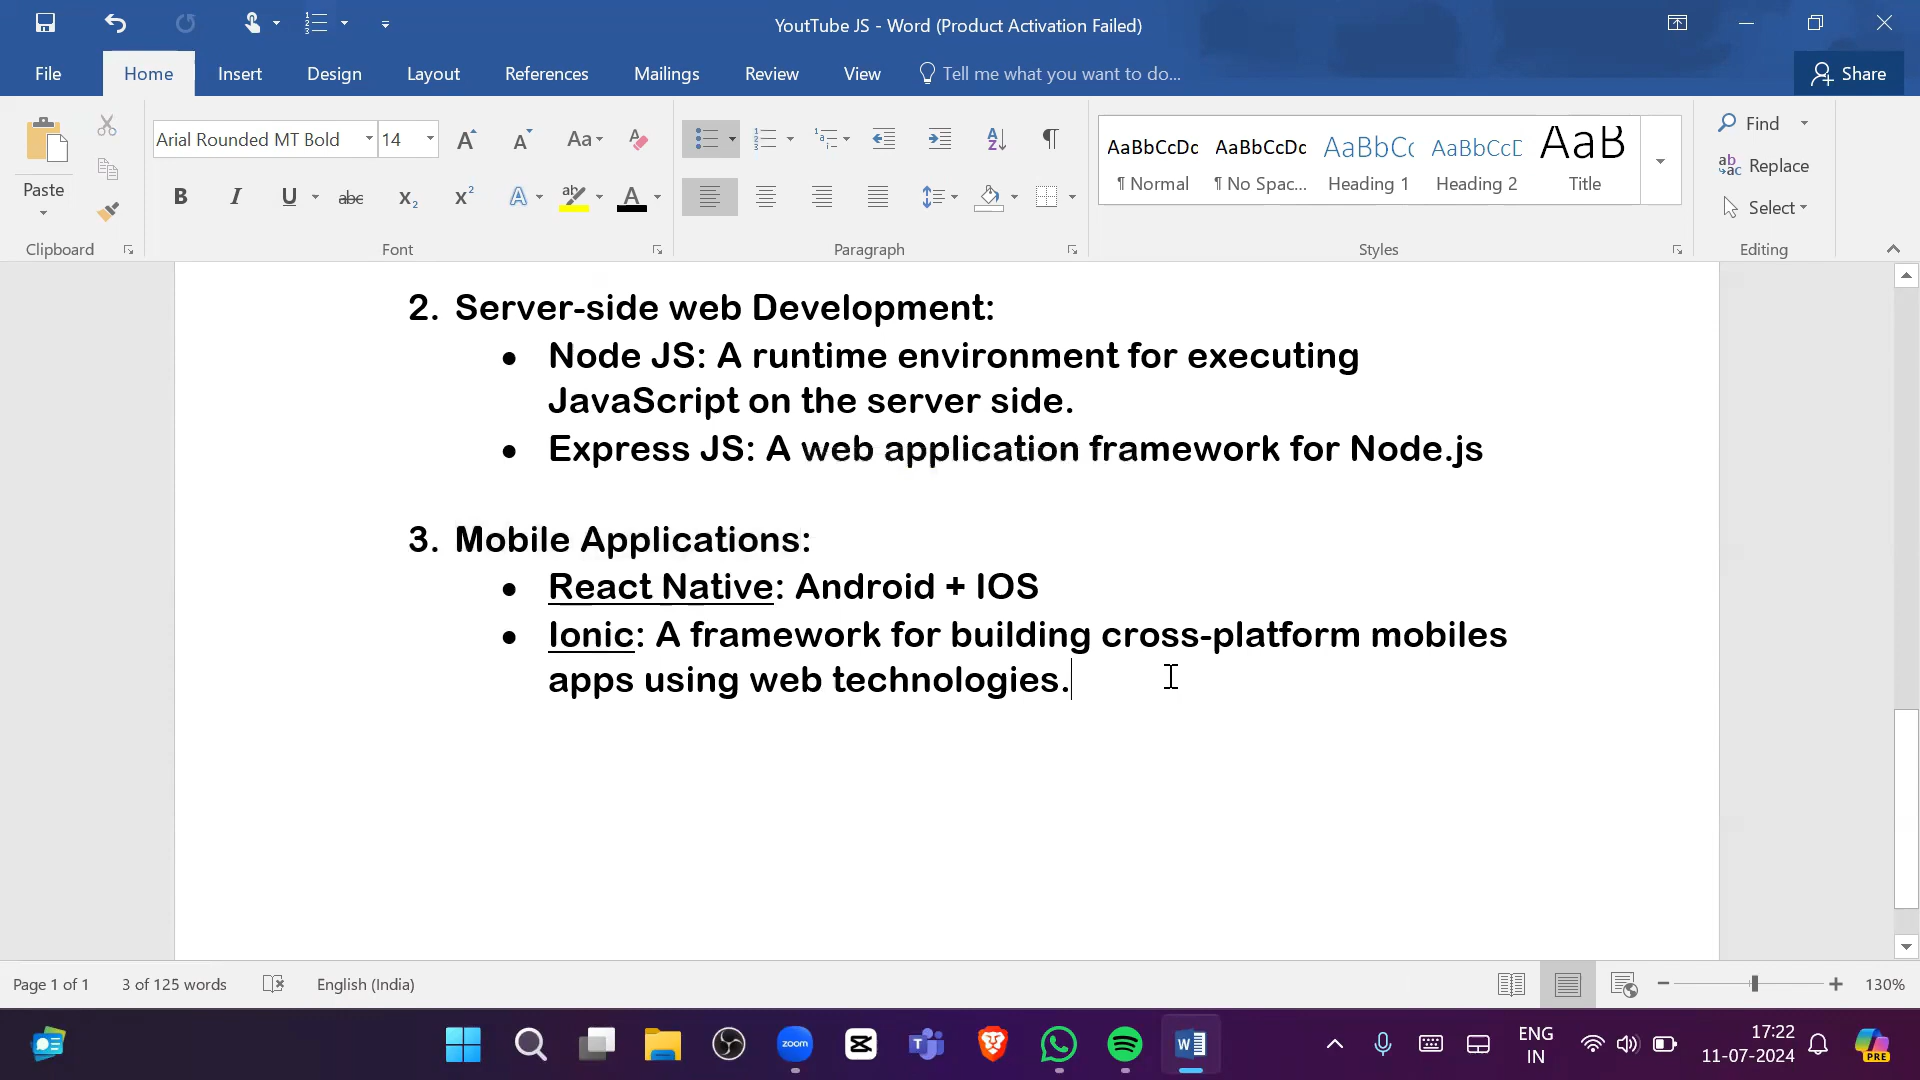 YoutTube JS - Word (Product Activation Failed)
File Home Insert Design Layout References Mailings Review View Tell me what you want to do... Share
Paste
Clipboard
Arial Rounded MT Bold 14
Font
Paragraph
AaBbCcDc AaBbCcDc AaBbCc AaBbCcC AaB
¶ Normal ¶ No Spac... Heading 1 Heading 2 Title
Styles
Find
Replace
Select
Editing
2. Server-side web Development:
• Node JS: A runtime environment for executing
JavaScript on the server side.
• Express JS: A web application framework for Node.js
3. Mobile Applications:
• React Native: Android + IOS
• Ionic: A framework for building cross-platform mobiles
apps using web technologies.
Page 1 of 1 3 of 125 words English (India) 130%
zoom
ENG
IN
17:22
11-07-2024
PRE